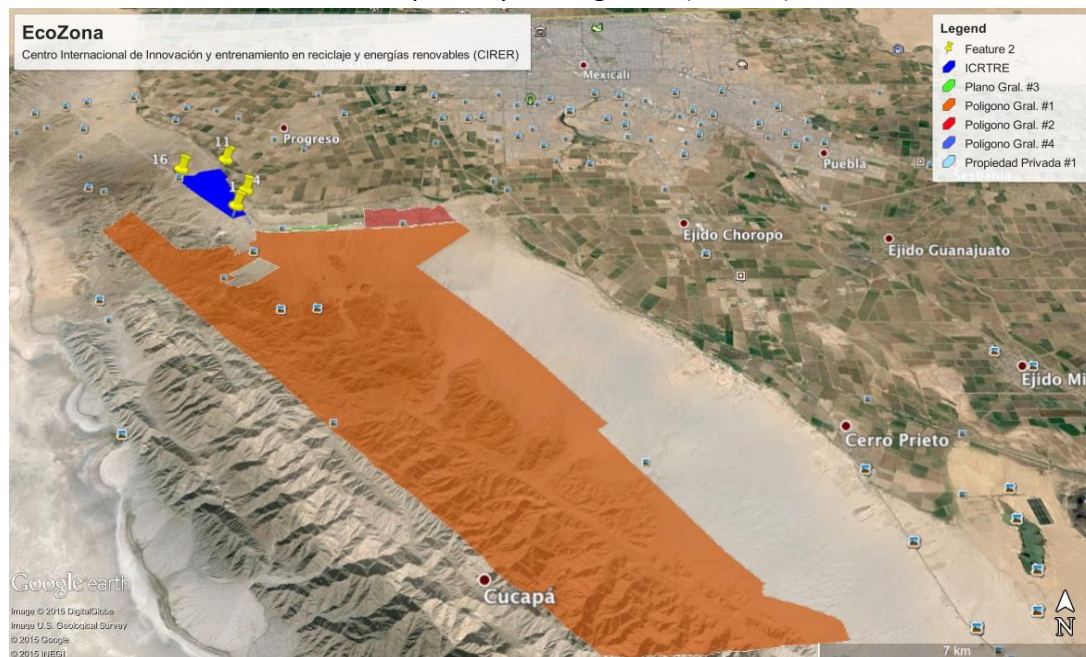 EcoZona
Centro Internacional de Innovación y entrenamiento en reciclaje y energías renovables (CIRER)
Legend
Feature 2
ICRTRE
Plano Gral. #3
Poligono Gral. #1
Poligono Gral. #2
Poligono Gral. #4
Propiedad Privada #1
Mexicali
Progreso
11
16
1
4
Puebla
Sesbania
Ejido Choropo
Ejido Guanajuato
Ejido Mi
Cerro Prieto
Cucapá
Google earth
Image © 2015 DigitalGlobe
Image U.S. Geological Survey
© 2015 Google
© 2015 INEGI
N
7 km